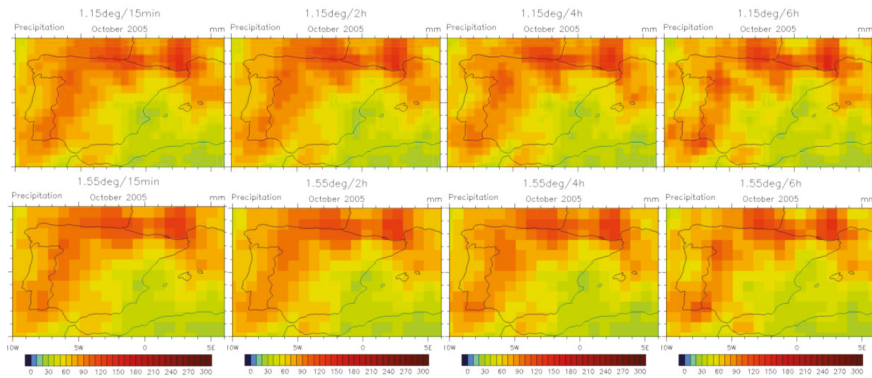 1.15deg/15min 1.15deg/2h 1.15deg/4h 1.15deg/6h
Precipitation October 2005 mm Precipitation October 2005 mm Precipitation October 2005 mm Precipitation October 2005 mm
1.55deg/15min 1.55deg/2h 1.55deg/4h 1.55deg/6h
Precipitation October 2005 mm Precipitation October 2005 mm Precipitation October 2005 mm Precipitation October 2005 mm
10W 5W 0 5E 10W 5W 0 5E 10W 5W 0 5E 10W 5W 0 5E
0 30 60 90 120 150 180 210 240 270 300 0 30 60 90 120 150 180 210 240 270 300 0 30 60 90 120 150 180 210 240 270 300 0 30 60 90 120 150 180 210 240 270 300